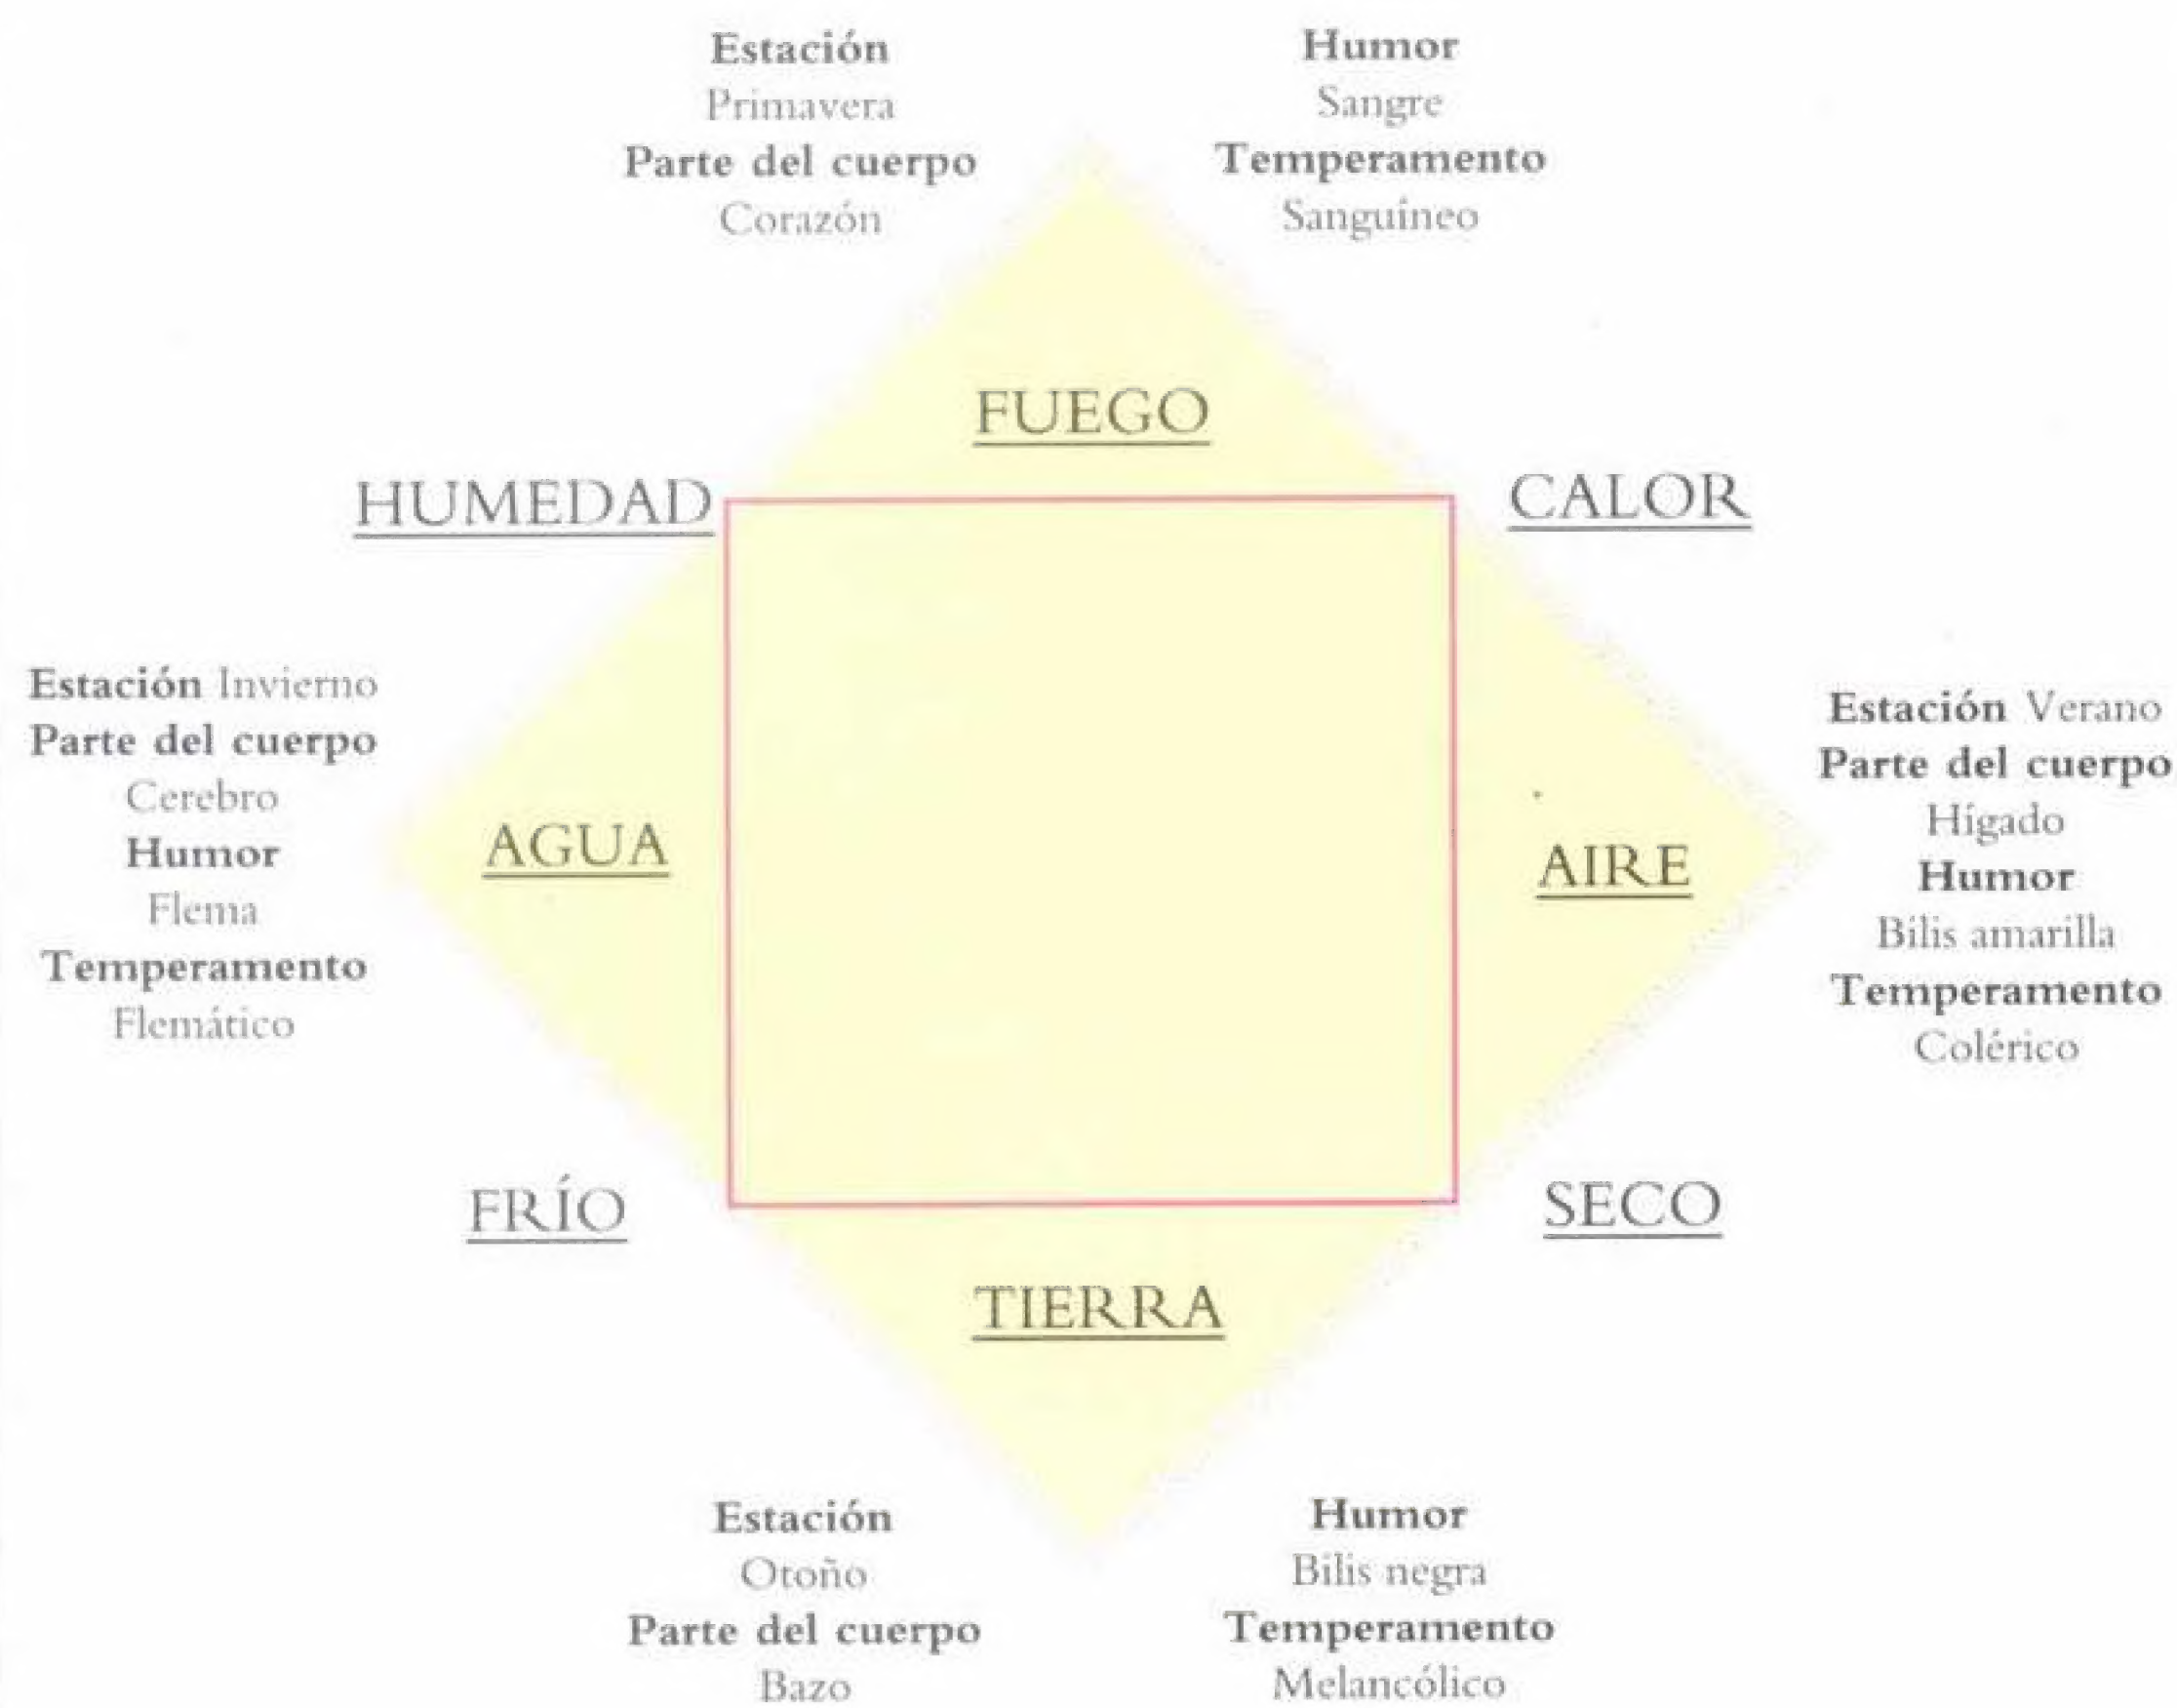 Estación
Primavera
Parte del cuerpo
Corazón
Humor
Sangre
Temperamento
Sanguíneo
FUEGO
HUMEDAD
CALOR
Estación Invierno
Parte del cuerpo
Cerebro
Humor
Flema
Temperamento
Flemático
AGUA
AIRE
Estación Verano
Parte del cuerpo
Hígado
Humor
Bilis amarilla
Temperamento
Colérico
FRÍO
SECO
TIERRA
Estación
Otoño
Parte del cuerpo
Bazo
Humor
Bilis negra
Temperamento
Melancólico